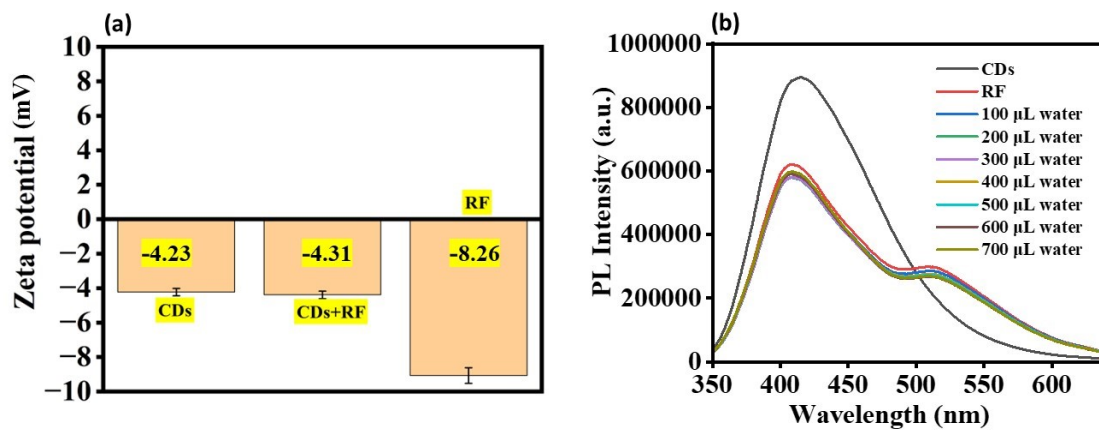 (a)
Zeta potential (mV)
10
8
6
4
2
0
−2
−4
−6
−8
−10
RF
-4.23
-4.31
-8.26
CDs
CDs+RF
(b)
PL Intensity (a.u.)
1000000
800000
600000
400000
200000
0
CDs
RF
100 µL water
200 µL water
300 µL water
400 µL water
500 µL water
600 µL water
700 µL water
350
400
450
500
550
600
Wavelength (nm)